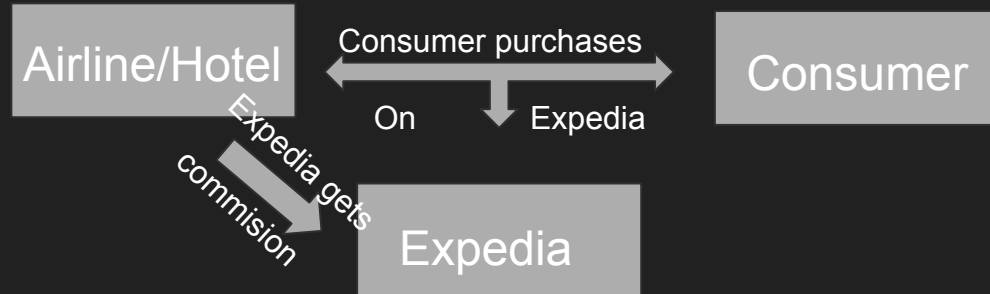 Airline/Hotel
Consumer purchases
On
Expedia
Consumer
Expedia gets
commision
Expedia